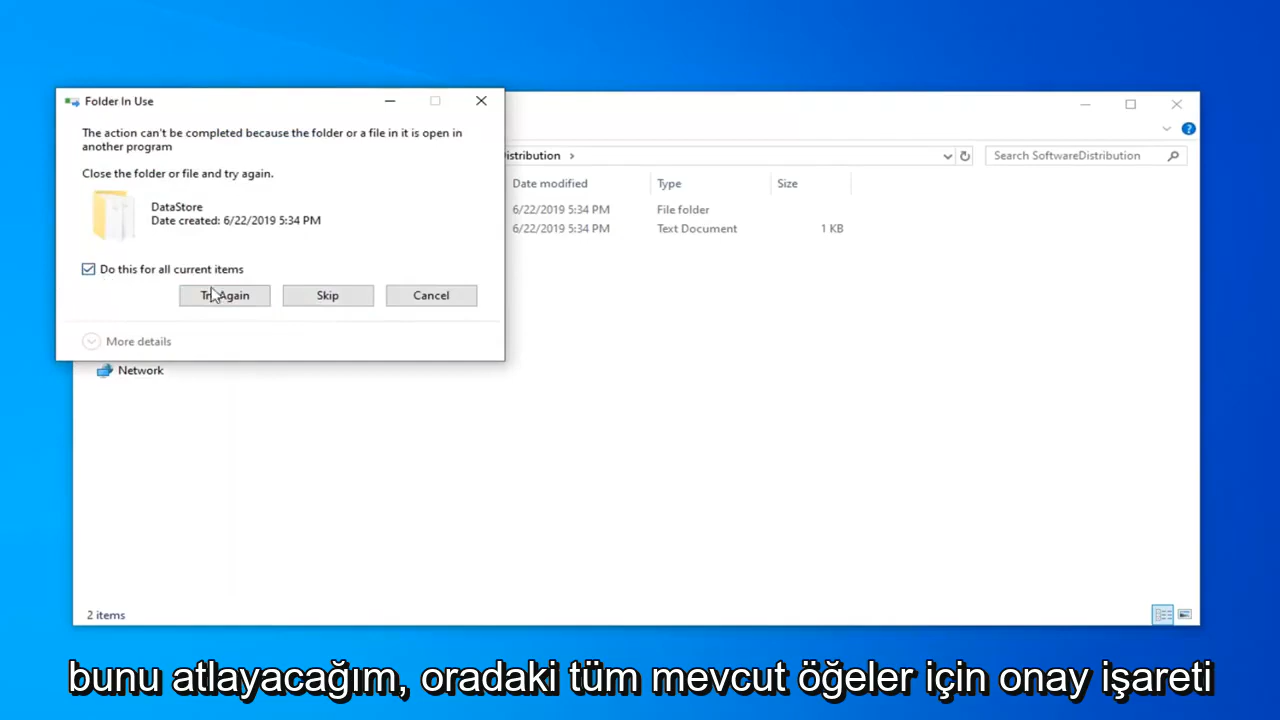 Folder In Use
The action can't be completed because the folder or a file in it is open in
another program
Close the folder or file and try again.
DataStore
Date created: 6/22/2019 5:34 PM
Do this for all current items
Try Again Skip Cancel
More details
Distribution > Search SoftwareDistribution
Date modified Type Size
6/22/2019 5:34 PM File folder
6/22/2019 5:34 PM Text Document 1 KB
Network
2 items
bunu atlayacağım, oradaki tüm mevcut öğeler için onay işareti